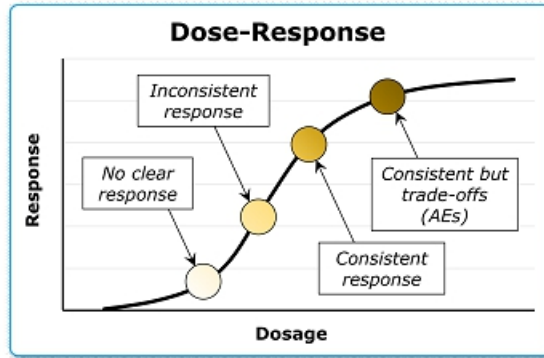 Dose-Response
Inconsistent
response
No clear
response
Consistent but
trade-offs
(AEs)
Consistent
response
Response
Dosage